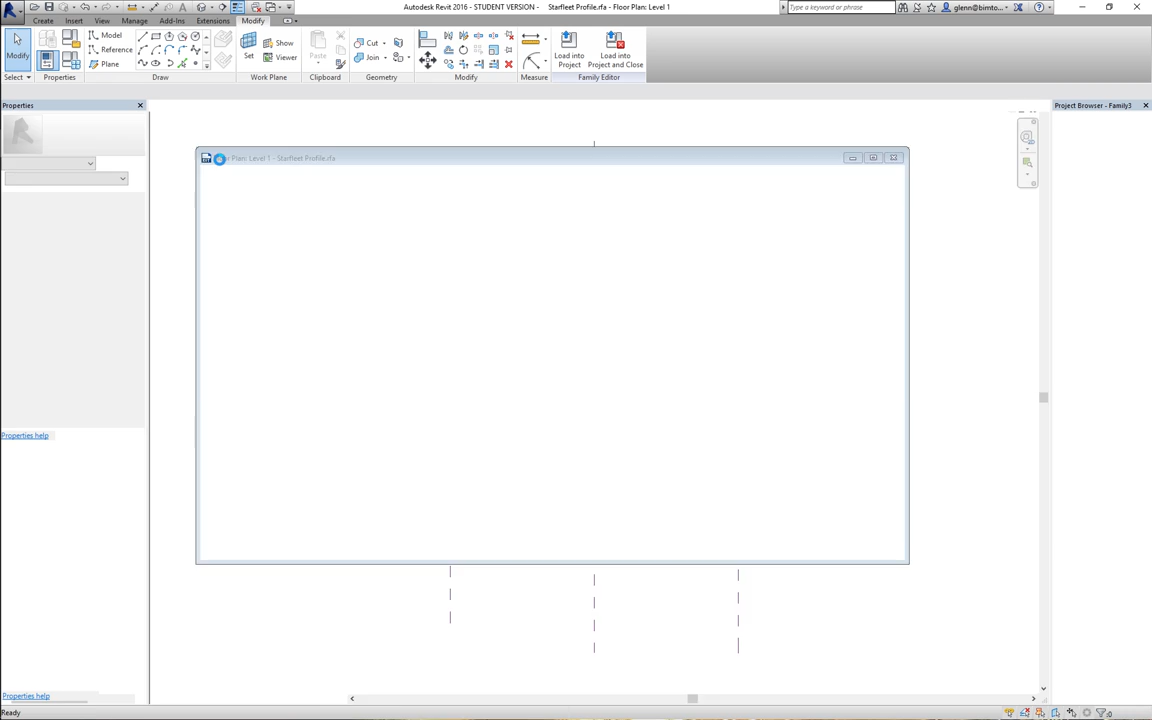 Autodesk Revit 2016 - STUDENT VERSION - Starfleet Profile.rfa - Floor Plan: Level 1
Type a keyword or phrase
glenn@bimto...
Create Insert View Manage Add-Ins Extensions Modify
Modify
Model
Reference
Plane
Set
Show
Viewer
Paste
Cut
Join
Load into
Project
Load into
Project and Close
Select Properties Draw Work Plane Clipboard Geometry Modify Measure Family Editor
Properties
Project Browser - Family3
Plan: Level 1 - Starfleet Profile.rfa
Properties help
Properties help
Ready
:0